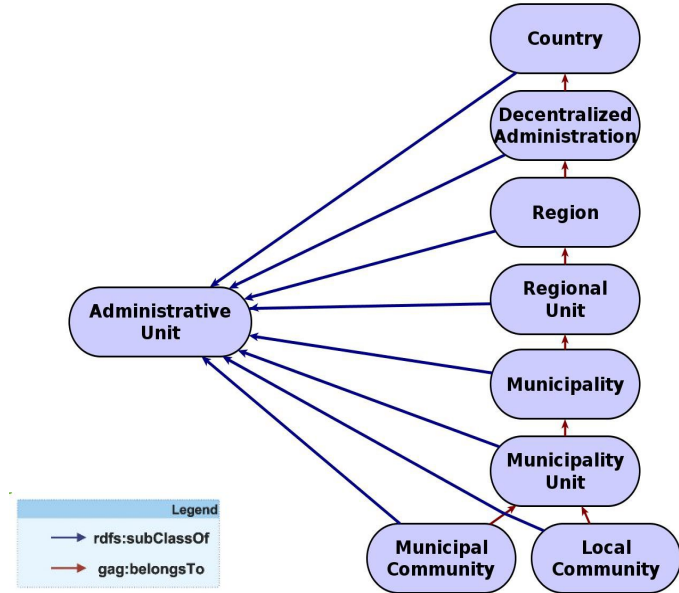 Country
Decentralized
Administration
Region
Administrative
Unit
Regional
Unit
Municipality
Municipality
Unit
Legend
rdfs:subClassOf
gag:belongsTo
Municipal
Community
Local
Community